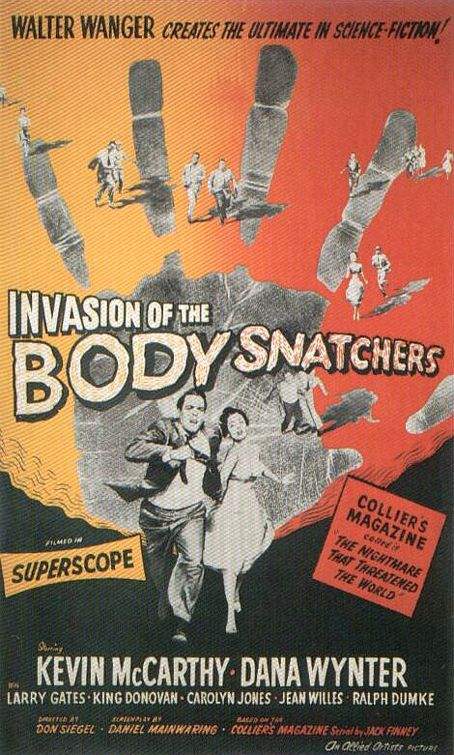 WALTER WANGER CREATES THE ULTIMATE IN SCIENCE-FICTION!
INVASION OF THE
BODY SNATCHERS
FILMED IN
SUPERSCOPE
COLLIER'S
MAGAZINE
called it
"THE NIGHTMARE
THAT THREATENED
THE WORLD"
Starring
KEVIN McCARTHY · DANA WYNTER
WITH
LARRY GATES · KING DONOVAN · CAROLYN JONES · JEAN WILLES · RALPH DUMKE
DIRECTED BY SCREENPLAY BY BASED ON THE
DON SIEGEL · DANIEL MAINWARING · COLLIER'S MAGAZINE Serial by JACK FINNEY
An Allied Artists PICTURE